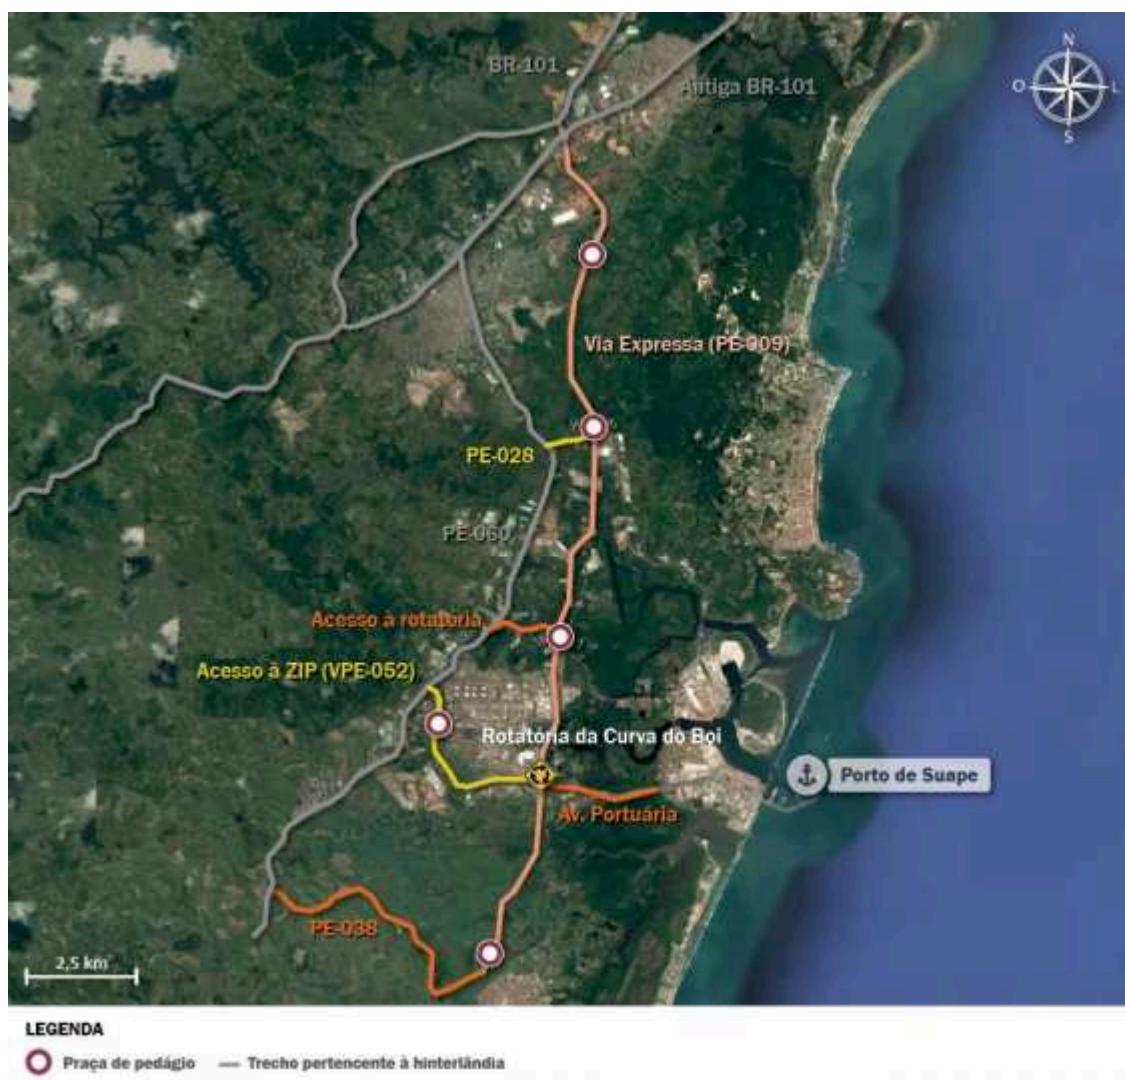 BR-101
Antiga BR-101
N
O
L
S
Via Expressa (PE-009)
PE-028
PE-060
Acesso à rotatória
Acesso à ZIP (VPE-052)
Rotatória da Curva do Boi
Porto de Suape
Av. Portuária
PE-038
2,5 km
LEGENDA
Praça de pedágio
Trecho pertencente à hinterlândia